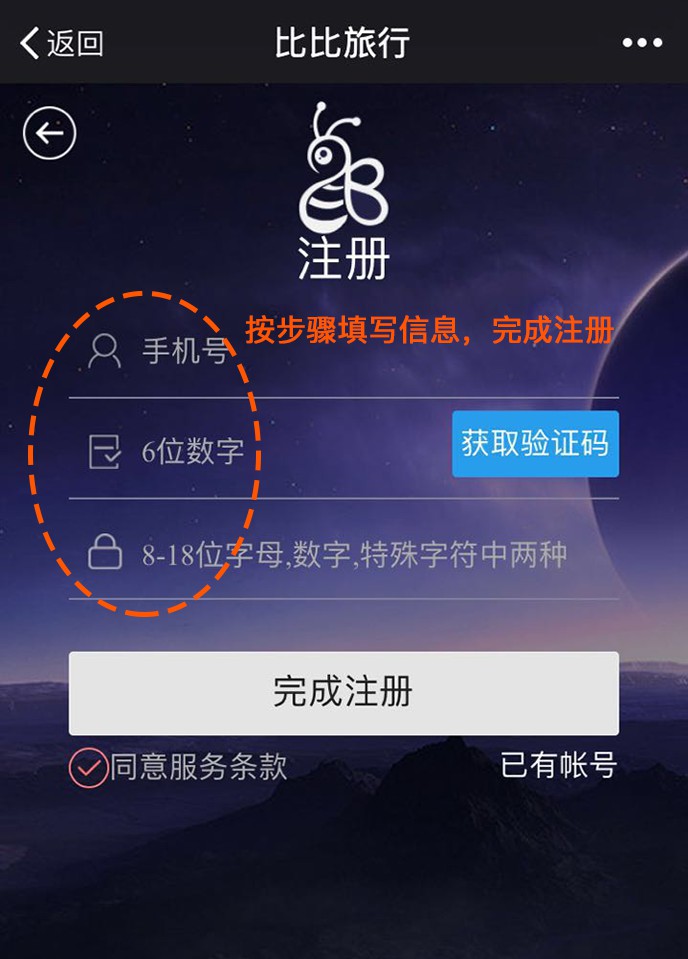 返回
比比旅行
注册
按步骤填写信息，完成注册
手机号
6位数字
获取验证码
8-18位字母,数字,特殊字符中两种
完成注册
同意服务条款
已有帐号